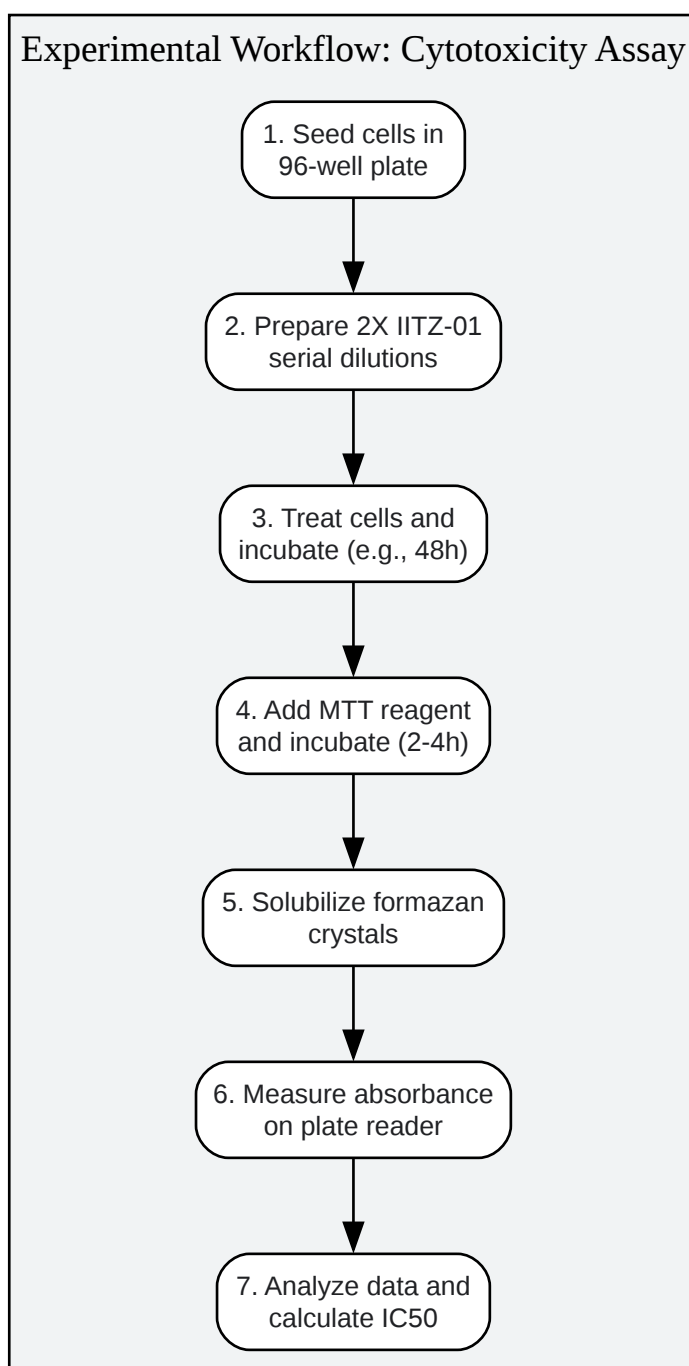 Experimental Workflow: Cytotoxicity Assay
1. Seed cells in
96-well plate
2. Prepare 2X IITZ-01
serial dilutions
3. Treat cells and
incubate (e.g., 48h)
4. Add MTT reagent
and incubate (2-4h)
5. Solubilize formazan
crystals
6. Measure absorbance
on plate reader
7. Analyze data and
calculate IC50